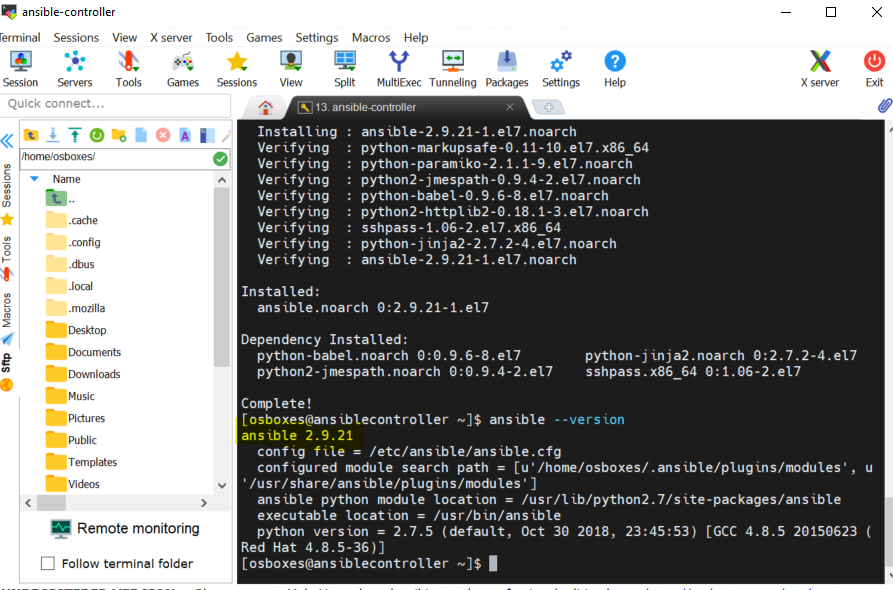 ansible-controller
Terminal Sessions View X server Tools Games Settings Macros Help
Session Servers Tools Games Sessions View Split MultiExec Tunneling Packages Settings Help X server Exit
Quick connect...
13. ansible-controller
/home/osboxes/
Name
..
.cache
.config
.dbus
.local
.mozilla
Desktop
Documents
Downloads
Music
Pictures
Public
Templates
Videos
Remote monitoring
Follow terminal folder
Sessions
Tools
Macros
Sftp
Installing : ansible-2.9.21-1.el7.noarch
Verifying : python-markupsafe-0.11-10.el7.x86_64
Verifying : python-paramiko-2.1.1-9.el7.noarch
Verifying : python2-jmespath-0.9.4-2.el7.noarch
Verifying : python-babel-0.9.6-8.el7.noarch
Verifying : python2-httplib2-0.18.1-3.el7.noarch
Verifying : sshpass-1.06-2.el7.x86_64
Verifying : python-jinja2-2.7.2-4.el7.noarch
Verifying : ansible-2.9.21-1.el7.noarch
Installed:
ansible.noarch 0:2.9.21-1.el7
Dependency Installed:
python-babel.noarch 0:0.9.6-8.el7 python-jinja2.noarch 0:2.7.2-4.el7
python2-jmespath.noarch 0:0.9.4-2.el7 sshpass.x86_64 0:1.06-2.el7
Complete!
[osboxes@ansiblecontroller ~]$ ansible --version
ansible 2.9.21
config file = /etc/ansible/ansible.cfg
configured module search path = [u'/home/osboxes/.ansible/plugins/modules', u
'/usr/share/ansible/plugins/modules']
ansible python module location = /usr/lib/python2.7/site-packages/ansible
executable location = /usr/bin/ansible
python version = 2.7.5 (default, Oct 30 2018, 23:45:53) [GCC 4.8.5 20150623 (
Red Hat 4.8.5-36)]
[osboxes@ansiblecontroller ~]$